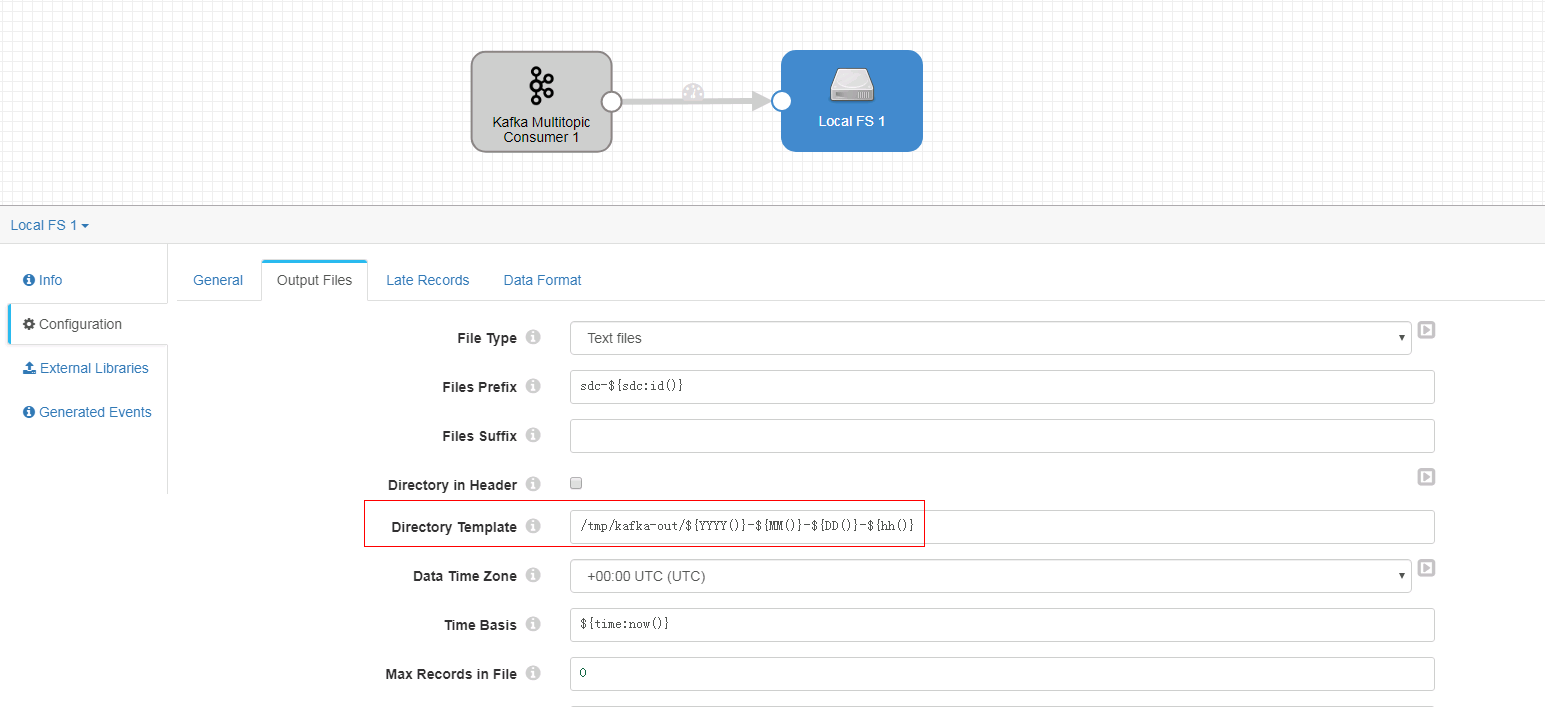 Kafka Multitopic
Consumer 1
Local FS 1
Local FS 1
Info
Configuration
External Libraries
Generated Events
General
Output Files
Late Records
Data Format
File Type
Text files
Files Prefix
sdc-${sdc:id()}
Files Suffix
Directory in Header
Directory Template
/tmp/kafka-out/${YYYY()}-${MM()}-${DD()}-${hh()}
Data Time Zone
+00:00 UTC (UTC)
Time Basis
${time:now()}
Max Records in File
0